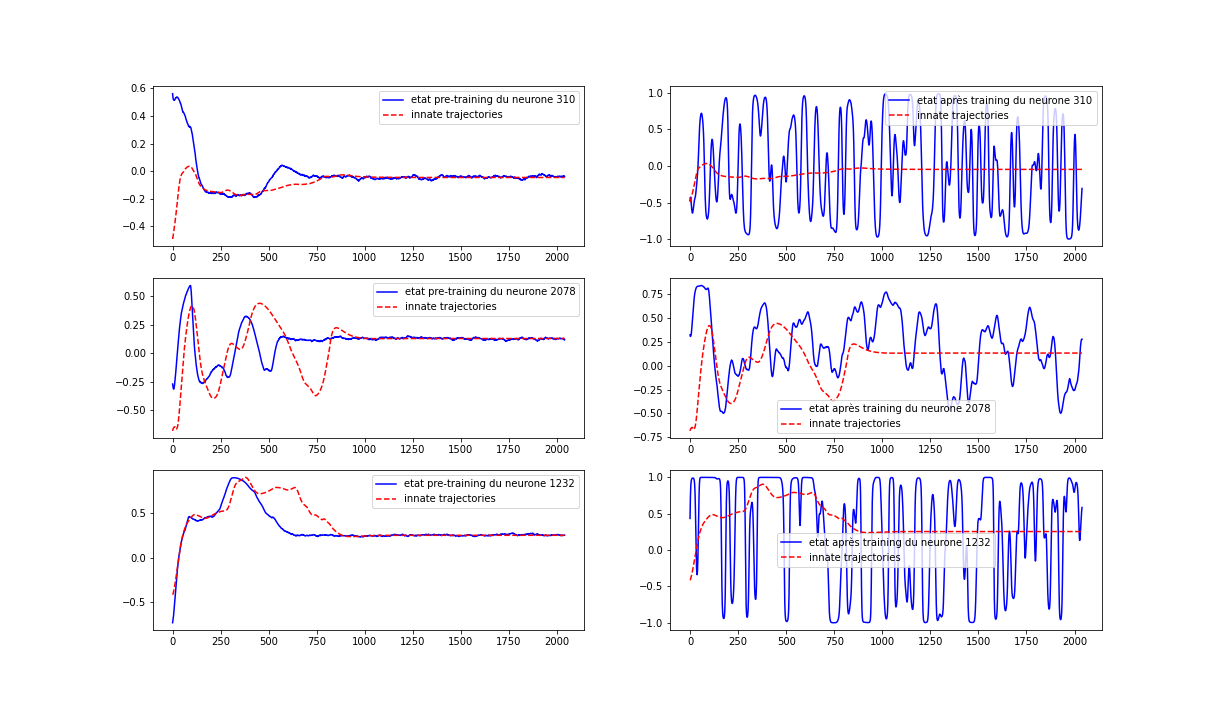 0.6
0.4
0.2
0.0
−0.2
−0.4
0 250 500 750 1000 1250 1500 1750 2000
etat pre-training du neurone 310
innate trajectories
1.0
0.5
0.0
−0.5
−1.0
0 250 500 750 1000 1250 1500 1750 2000
etat après training du neurone 310
innate trajectories
0.50
0.25
0.00
−0.25
−0.50
0 250 500 750 1000 1250 1500 1750 2000
etat pre-training du neurone 2078
innate trajectories
0.75
0.50
0.25
0.00
−0.25
−0.50
−0.75
0 250 500 750 1000 1250 1500 1750 2000
etat après training du neurone 2078
innate trajectories
0.5
0.0
−0.5
0 250 500 750 1000 1250 1500 1750 2000
etat pre-training du neurone 1232
innate trajectories
1.0
0.5
0.0
−0.5
−1.0
0 250 500 750 1000 1250 1500 1750 2000
etat après training du neurone 1232
innate trajectories